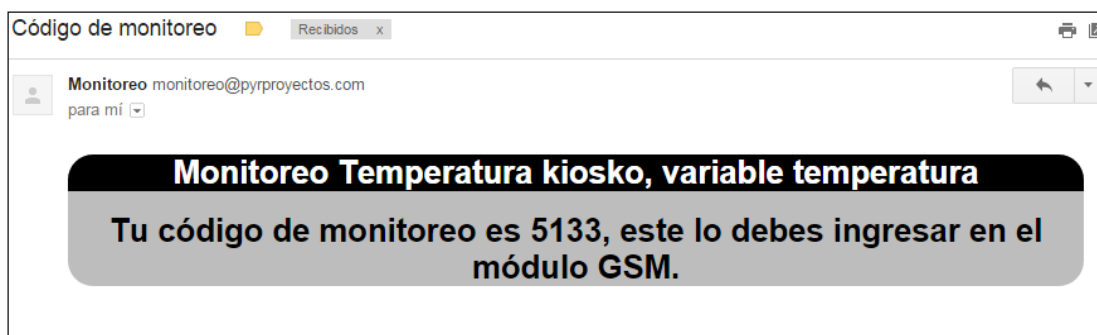 Código de monitoreo Recibidos x
Monitoreo monitoreo@pyrproyectos.com
para mí
Monitoreo Temperatura kiosko, variable temperatura
Tu código de monitoreo es 5133, este lo debes ingresar en el
módulo GSM.